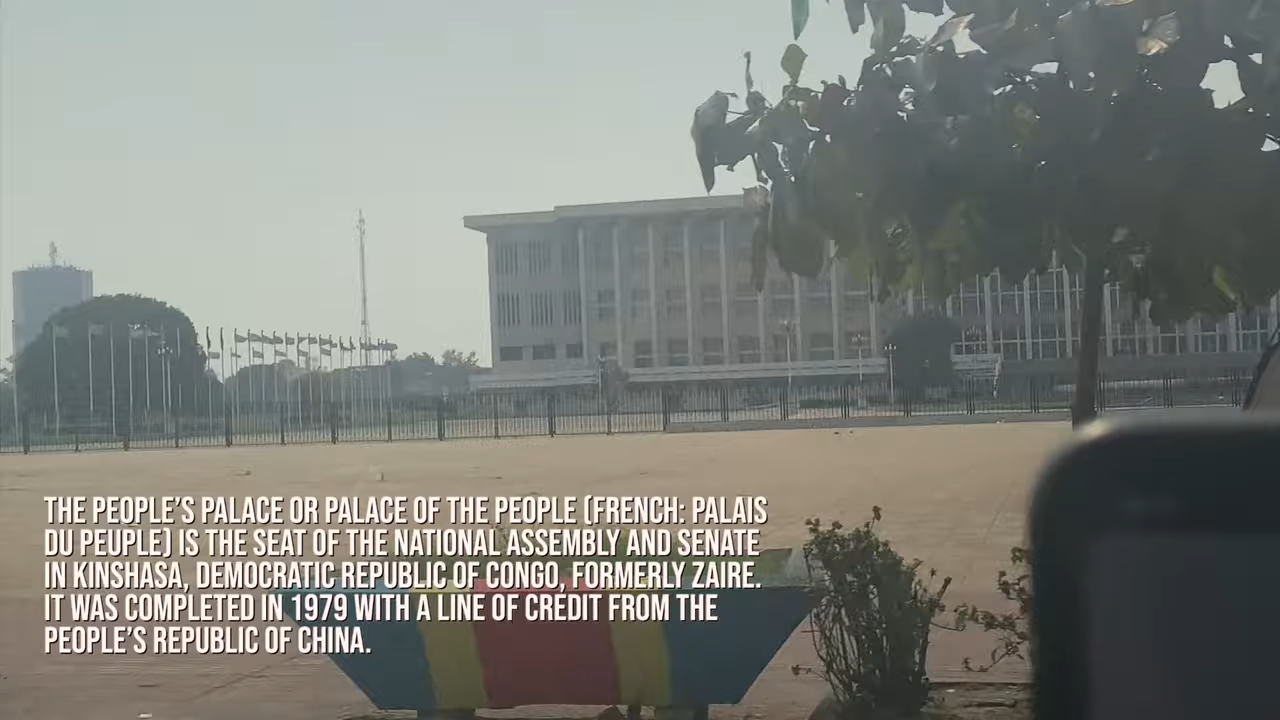 THE PEOPLE'S PALACE OR PALACE OF THE PEOPLE (FRENCH: PALAIS
DU PEUPLE) IS THE SEAT OF THE NATIONAL ASSEMBLY AND SENATE
IN KINSHASA, DEMOCRATIC REPUBLIC OF CONGO, FORMERLY ZAIRE.
IT WAS COMPLETED IN 1979 WITH A LINE OF CREDIT FROM THE
PEOPLE'S REPUBLIC OF CHINA.